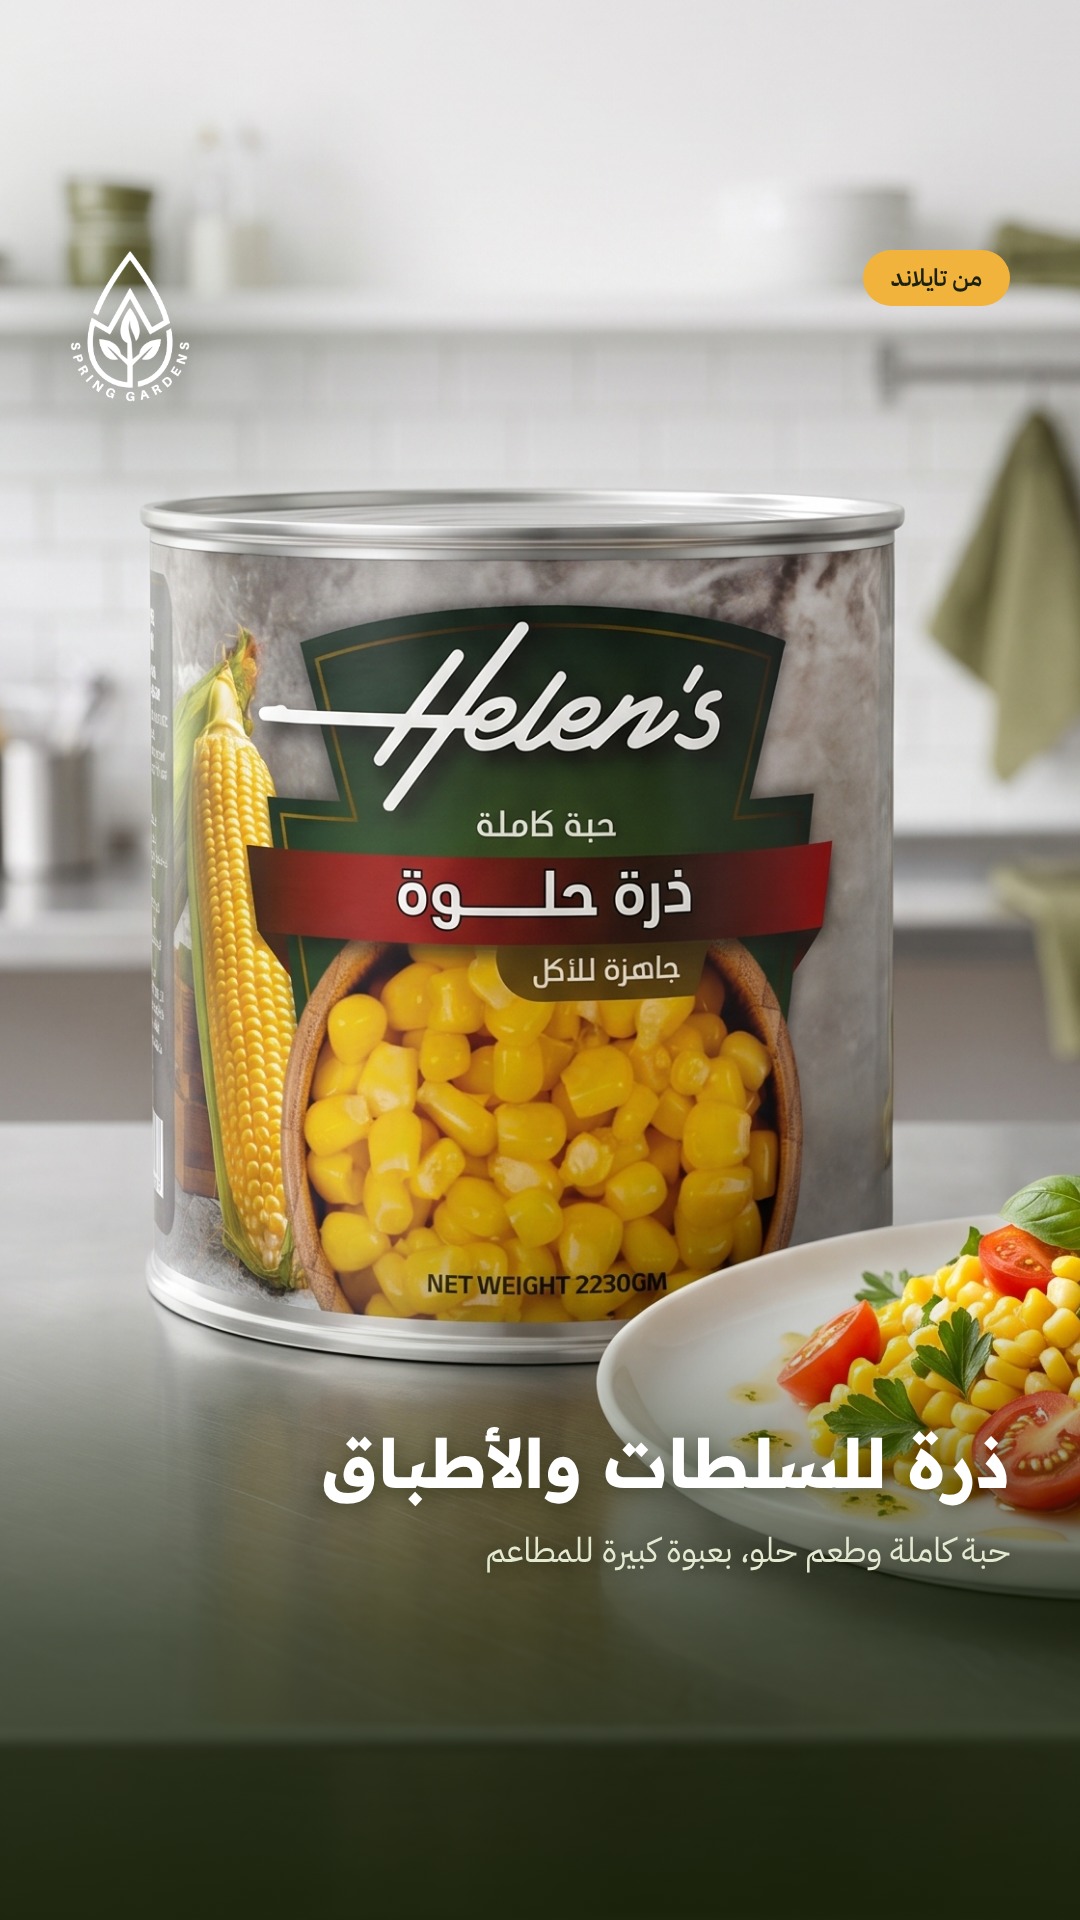 من تايلاند
SPRING GARDENS
Helen's
حبة كاملة
ذرة حلـــوة
جاهزة للأكل
NET WEIGHT 2230GM
ذرة للسلطات والأطباق
حبة كاملة وطعم حلو، بعبوة كبيرة للمطاعم